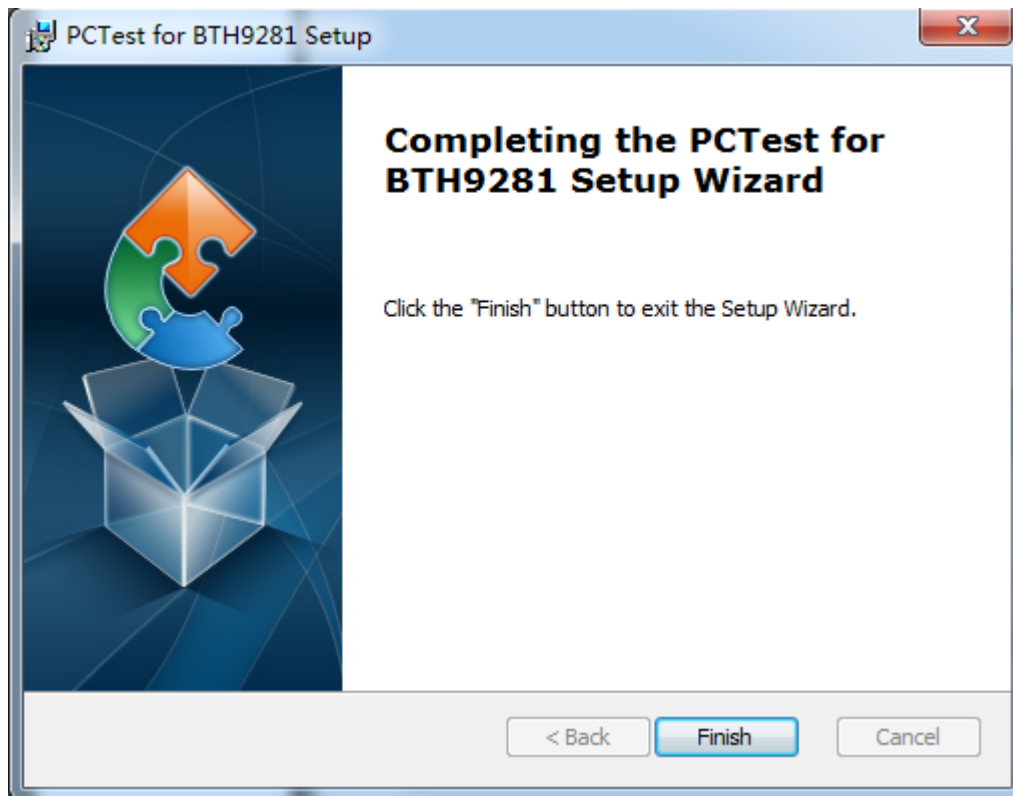 PCTest for BTH9281 Setup
Completing the PCTest for
BTH9281 Setup Wizard
Click the "Finish" button to exit the Setup Wizard.
< Back
Finish
Cancel